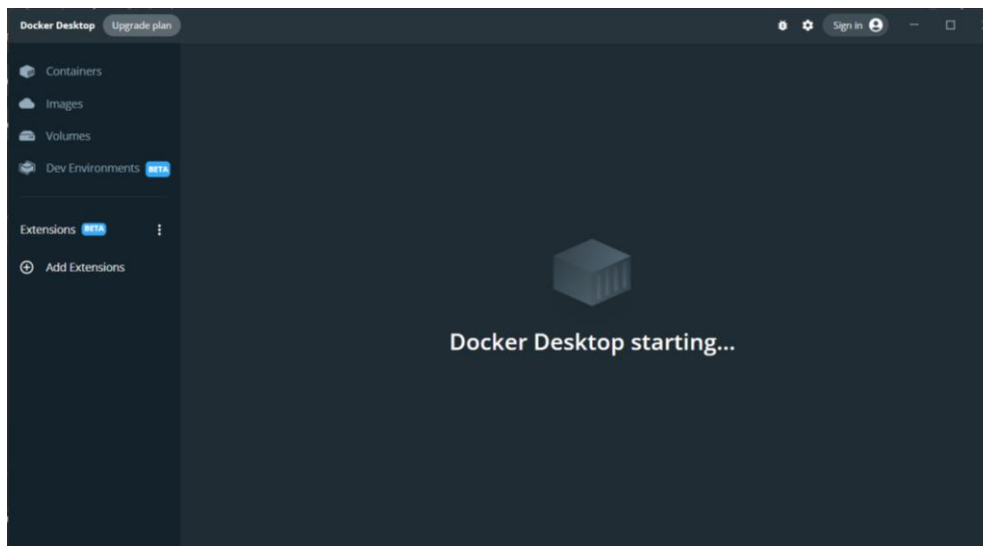 Docker Desktop Upgrade plan Sign in
Containers
Images
Volumes
Dev Environments BETA
Extensions BETA
Add Extensions
Docker Desktop starting...